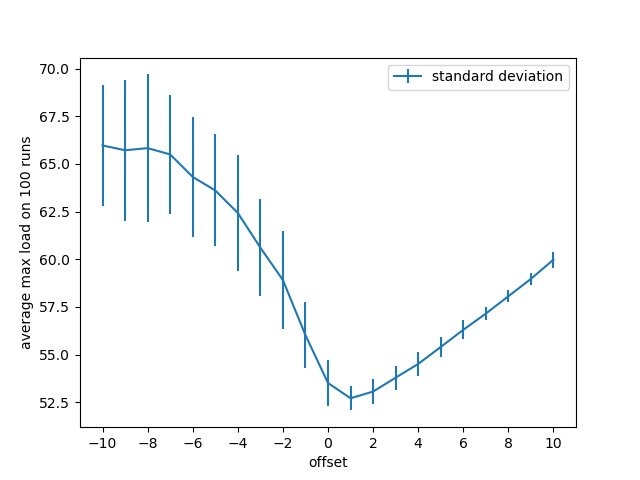 standard deviation
70.0
67.5
65.0
62.5
60.0
57.5
55.0
52.5
average max load on 100 runs
−10 −8 −6 −4 −2 0 2 4 6 8 10
offset